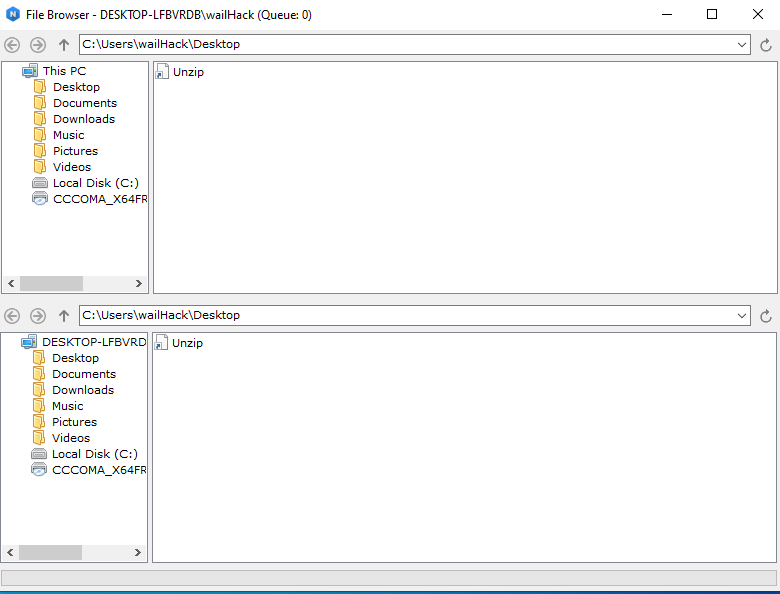 File Browser - DESKTOP-LFBVRDB\wailHack (Queue: 0)
C:\Users\wailHack\Desktop
This PC
Desktop
Documents
Downloads
Music
Pictures
Videos
Local Disk (C:)
CCCOMA_X64FR
Unzip
C:\Users\wailHack\Desktop
DESKTOP-LFBVRD
Desktop
Documents
Downloads
Music
Pictures
Videos
Local Disk (C:)
CCCOMA_X64FR
Unzip